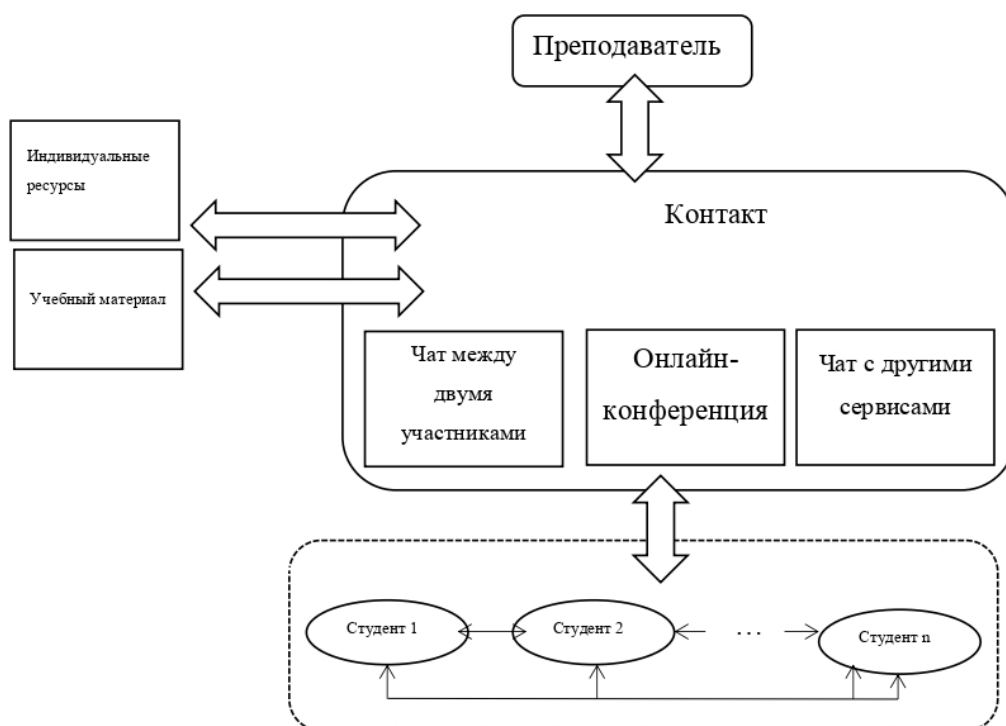 Преподаватель
Индивидуальные
ресурсы
Контакт
Учебный материал
Чат между
двумя
участниками
Онлайн-
конференция
Чат с другими
сервисами
Студент 1
Студент 2
...
Студент n